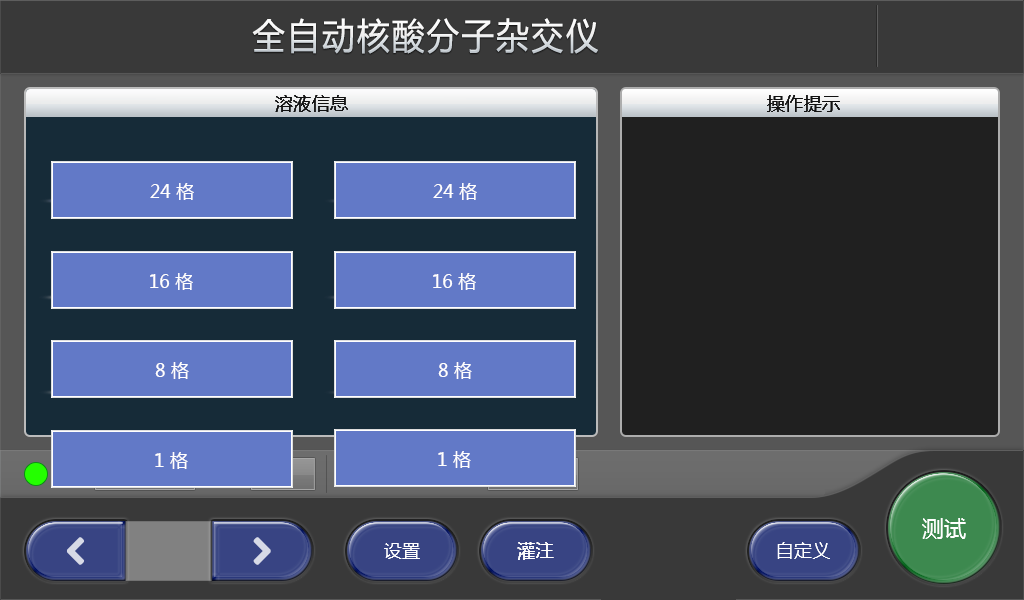 全自动核酸分子杂交仪
溶液信息
操作提示
24 格
24 格
16 格
16 格
8 格
8 格
1 格
1 格
设置
灌注
自定义
测试